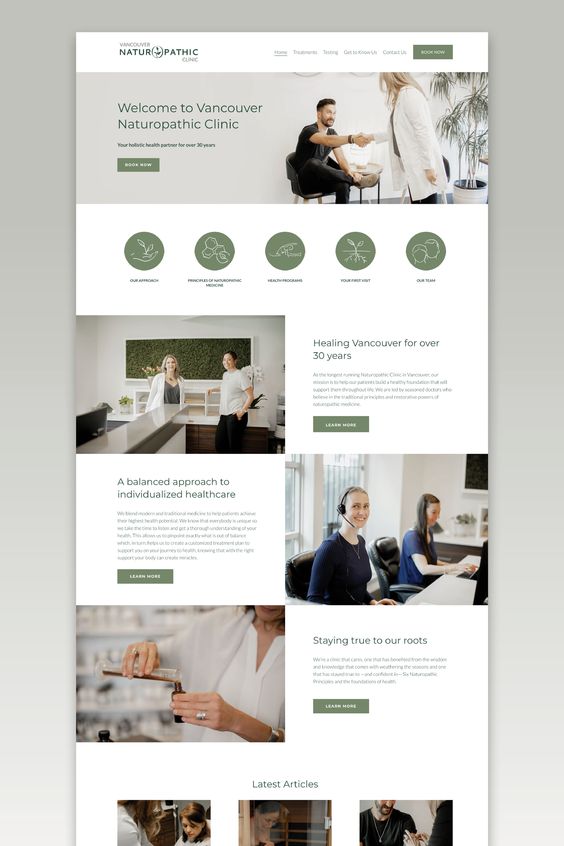 VANCOUVER
NATUROPATHIC
CLINIC
Home Treatments Testing Get to Know Us Contact Us BOOK NOW
Welcome to Vancouver
Naturopathic Clinic
Your holistic health partner for over 30 years
BOOK NOW
OUR APPROACH
PRINCIPLES OF NATUROPATHIC
MEDICINE
HEALTH PROGRAMS
YOUR FIRST VISIT
OUR TEAM
Healing Vancouver for over
30 years
As the longest running Naturopathic Clinic in Vancouver, our
mission is to help our patients build a healthy foundation that will
support them throughout life. We are led by seasoned doctors who
believe in the traditional principles and restorative powers of
naturopathic medicine.
LEARN MORE
A balanced approach to
individualized healthcare
We blend modern and traditional medicine to help patients achieve
their highest health potential. We know that everybody is unique so
we take the time to listen and get a thorough understanding of your
health. This allows us to pinpoint exactly what is out of balance
which, in turn helps us to create a customized treatment plan to
support you on your journey to health, knowing that with the right
support your body can create miracles.
LEARN MORE
Staying true to our roots
We're a clinic that cares, one that has benefited from the wisdom
and knowledge that comes with weathering the seasons and one
that has stayed true to — and confident in — Six Naturopathic
Principles and the foundations of health.
LEARN MORE
Latest Articles